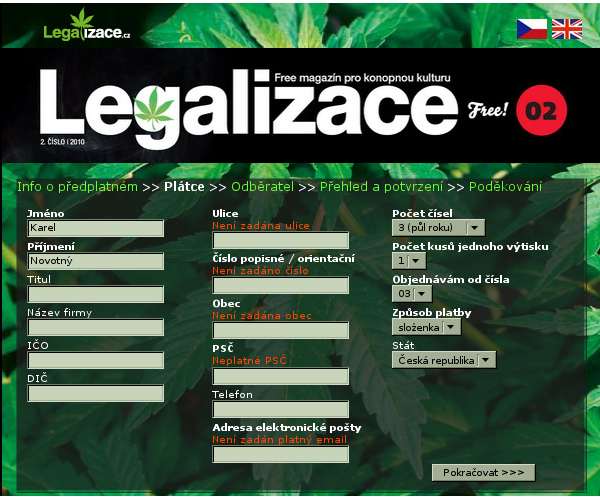 Legalizace.cz
Free magazín pro konopnou kulturu
Legalizace Free! 02
2. ČÍSLO | 2010
Info o předplatném >> Plátce >> Odběratel >> Přehled a potvrzení >> Poděkování
Jméno
Karel
Příjmení
Novotný
Titul
Název firmy
IČO
DIČ
Ulice
Není zadána ulice
Číslo popisné / orientační
Není zadáno číslo
Obec
Není zadána obec
PSČ
Neplatné PSČ
Telefon
Adresa elektronické pošty
Není zadán platný email
Počet čísel
3 (půl roku)
Počet kusů jednoho výtisku
1
Objednávám od čísla
03
Způsob platby
složenka
Stát
Česká republika
Pokračovat >>>